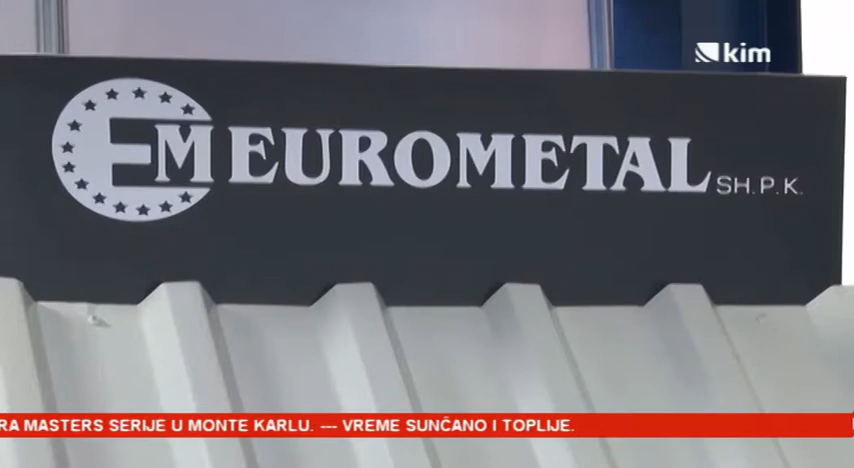 kim
EM EUROMETAL SH.P.K.
RA MASTERS SERIJE U MONTE KARLU. --- VREME SUNČANO I TOPLIJE.